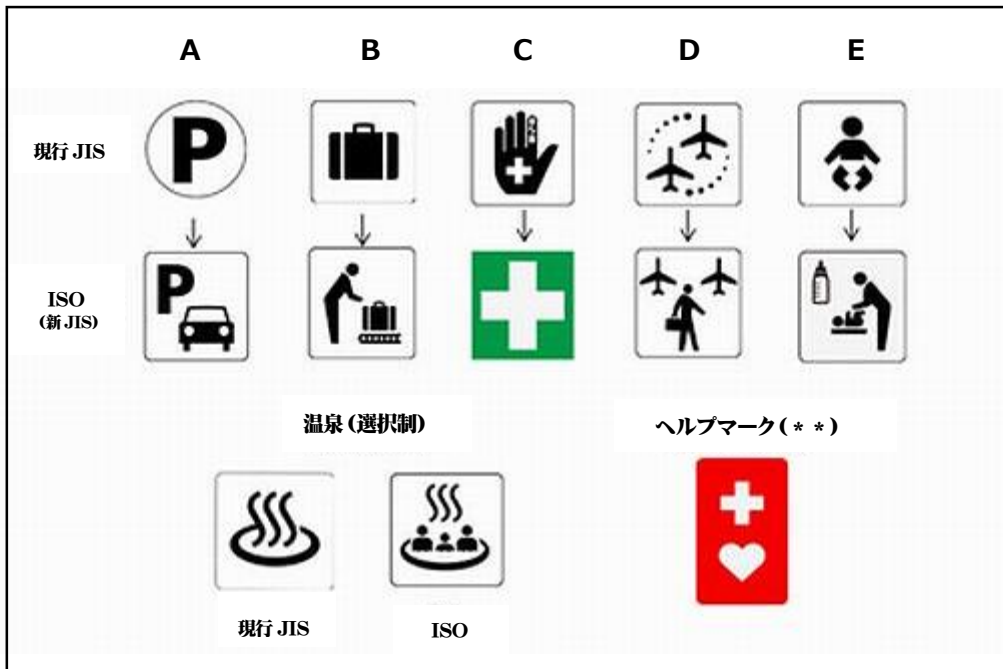 A B C D E
現行 JIS
P
ISO
(新 JIS)
P
温泉 (選択制)
ヘルプマーク ( * * )
現行 JIS
ISO